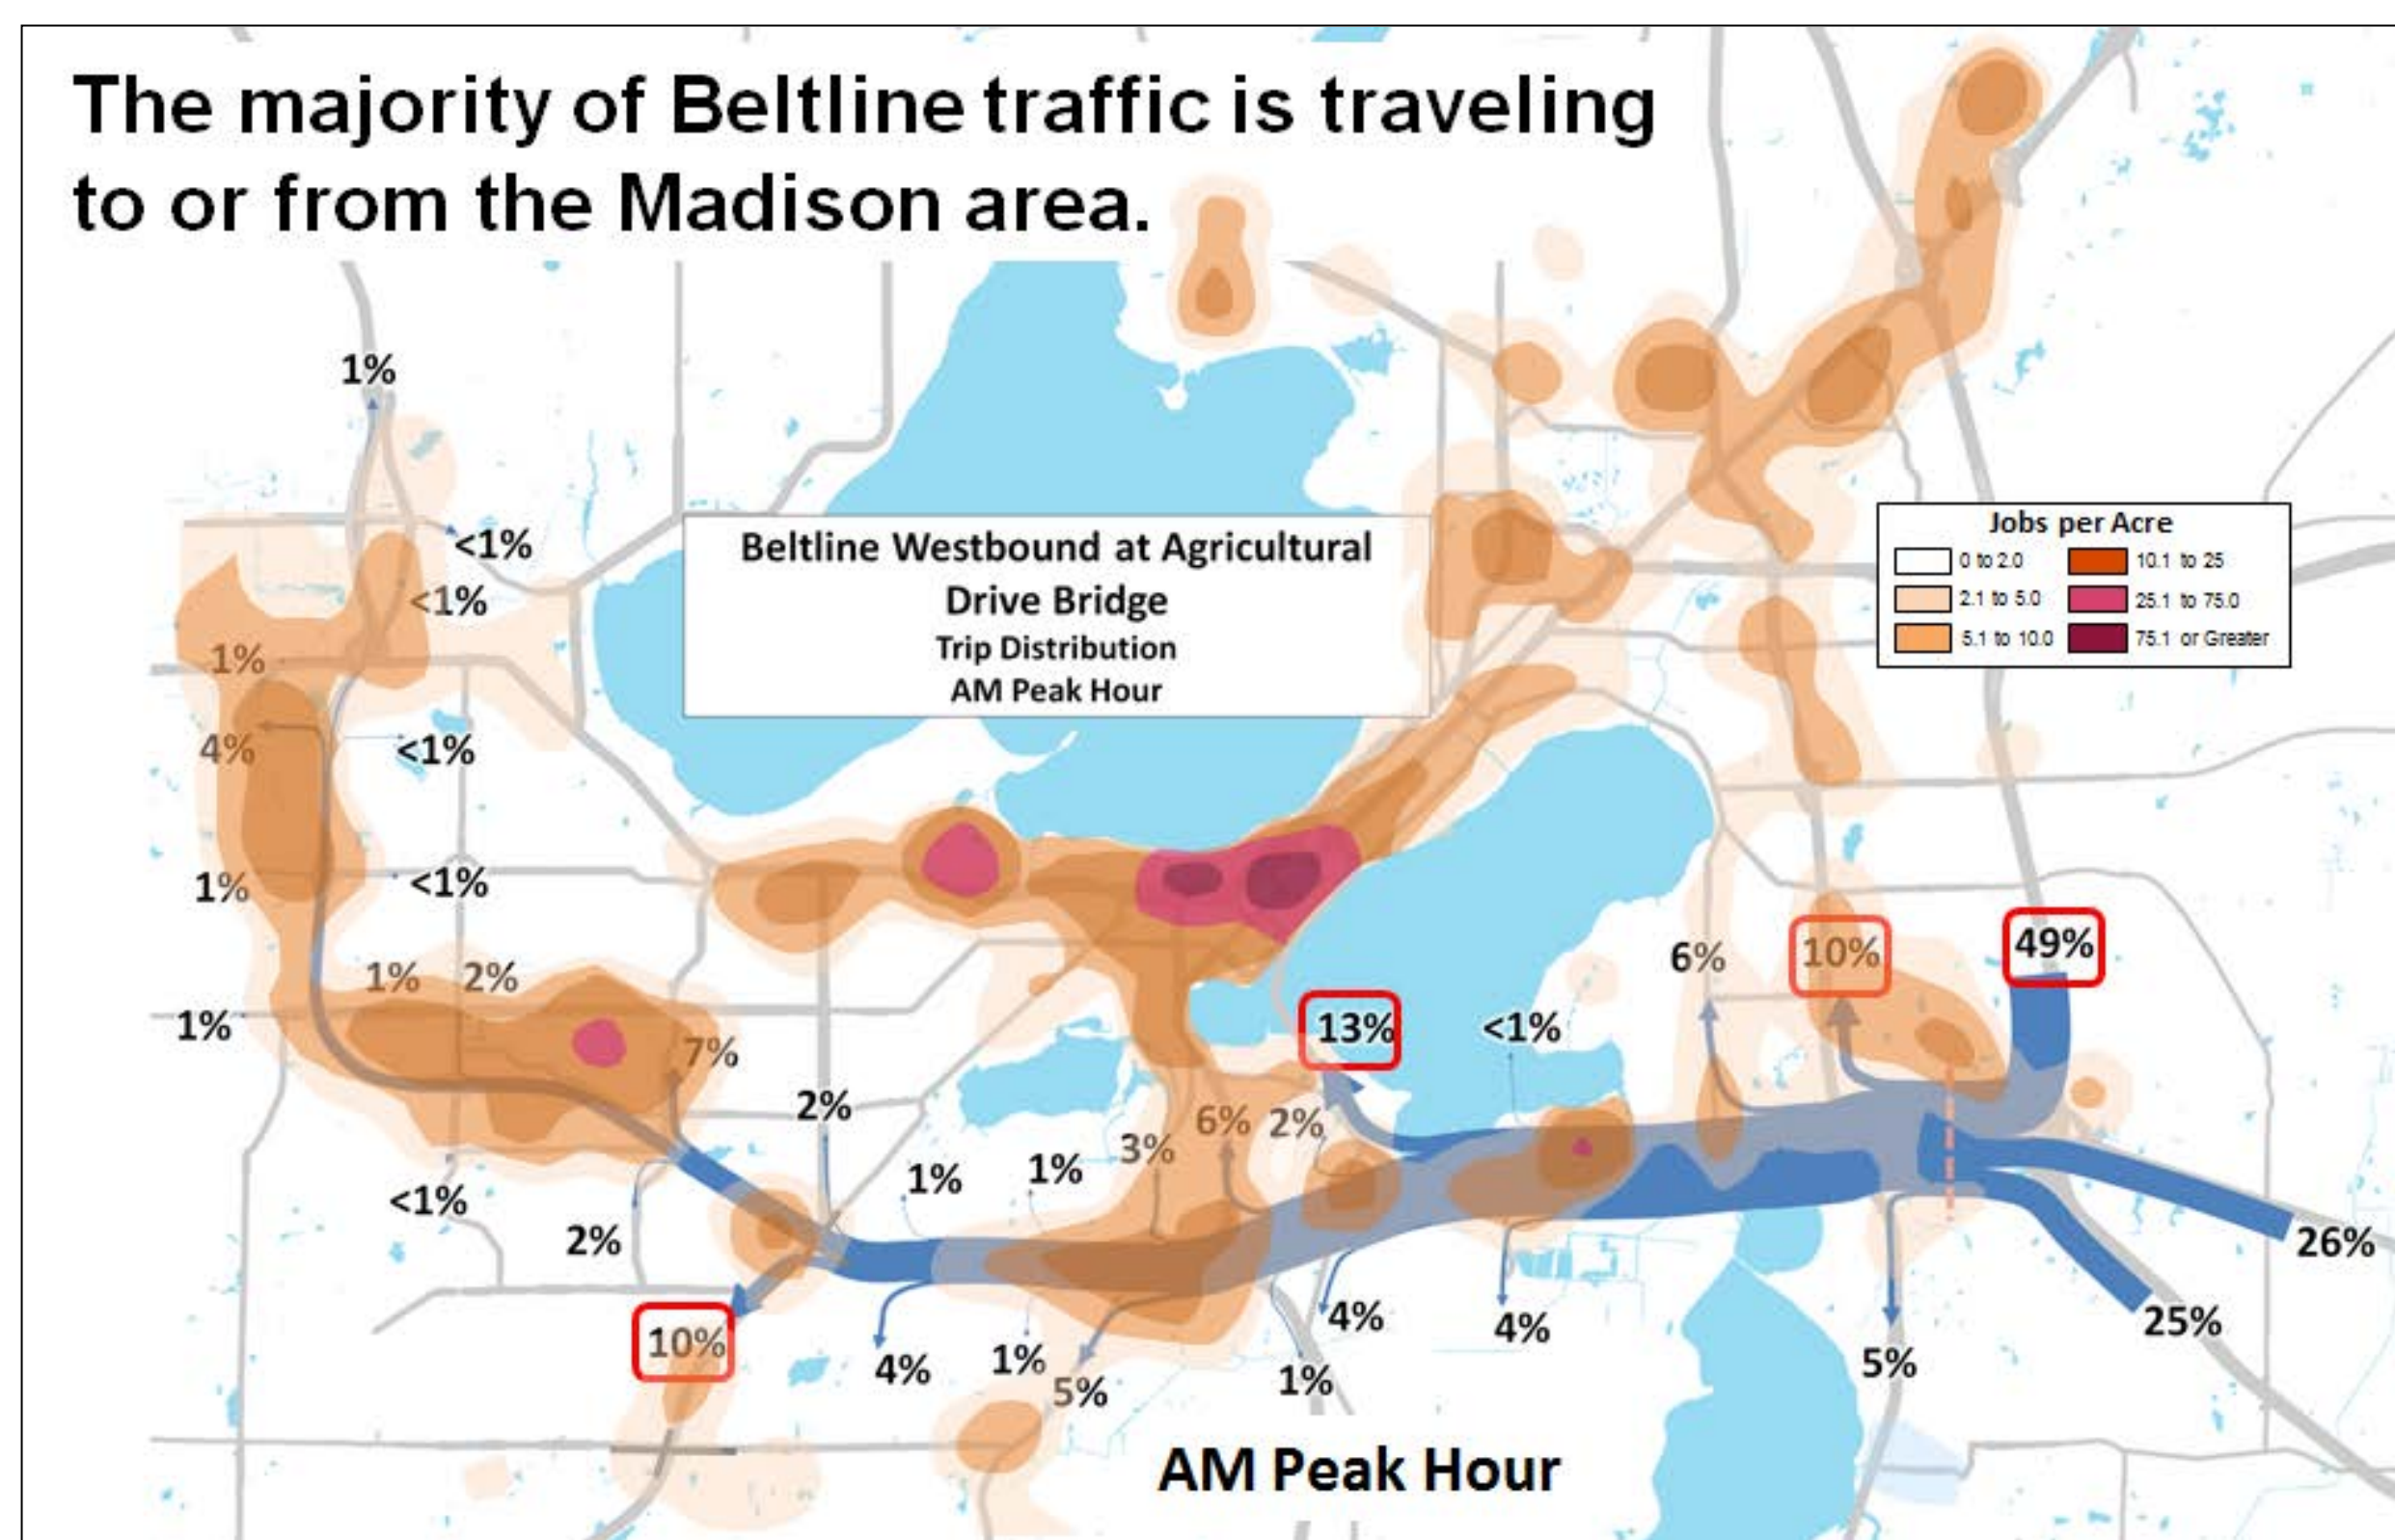 The majority of Beltline traffic is traveling
to or from the Madison area.
1%
<1%
<1%
Beltline Westbound at Agricultural
Drive Bridge
Trip Distribution
AM Peak Hour
Jobs per Acre
0 to 2.0
10.1 to 25
2.1 to 5.0
25.1 to 75.0
5.1 to 10.0
75.1 or Greater
1%
4%
<1%
1%
<1%
1%
2%
1%
7%
2%
13%
<1%
6%
10%
49%
<1%
2%
1%
1%
3%
6%
2%
10%
4%
1%
5%
1%
4%
4%
5%
25%
26%
AM Peak Hour